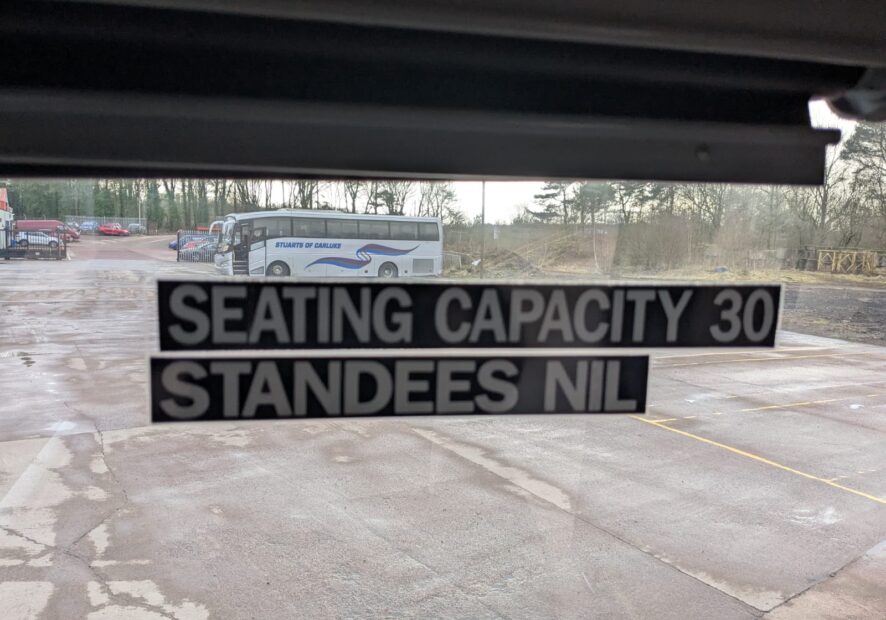 STUARTS OF CARLUKE
SEATING CAPACITY 30
STANDEES NIL